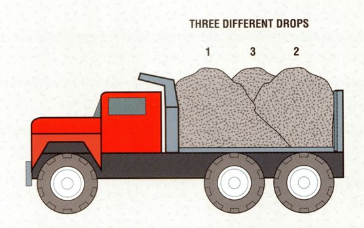 THREE DIFFERENT DROPS
1 3 2